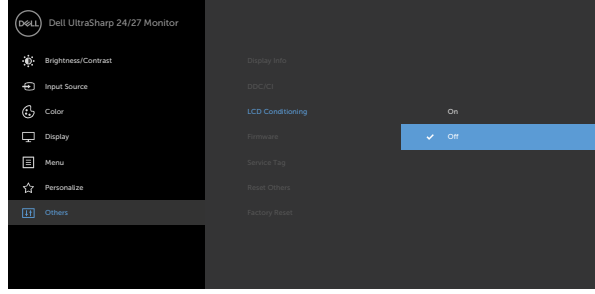 DELL
Dell UltraSharp 24/27 Monitor
Brightness/Contrast
Input Source
Color
Display
Menu
Personalize
Others
Display Info
DDC/CI
LCD Conditioning
Firmware
Service Tag
Reset Others
Factory Reset
On
Off